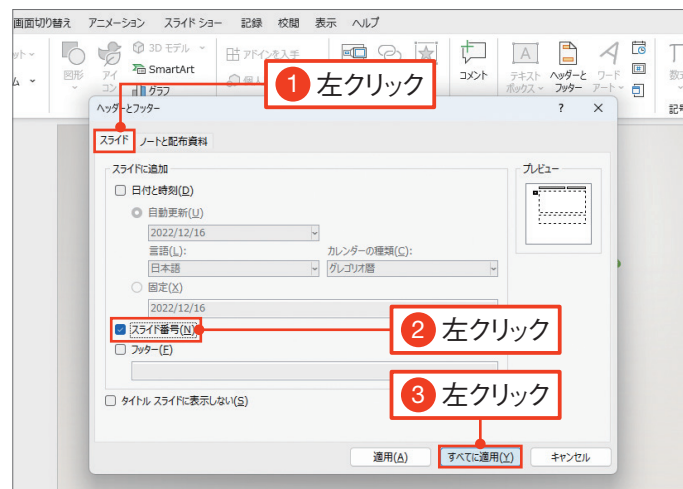 画面切り替え アニメーション スライド ショー 記録 校閲 表示 ヘルプ
3D モデル アドインを入手
図形 アイコン SmartArt コメント テキスト ボックス ヘッダーと フッター ワード アート
グラフ
1 左クリック
ヘッダーとフッター ? ×
スライド ノートと配布資料
スライドに追加 プレビュー
日付と時刻(D)
自動更新(U)
2022/12/16
言語(L): カレンダーの種類(C):
日本語 グレゴリオ暦
固定(X)
2022/12/16
スライド番号(N)
2 左クリック
フッター(F)
3 左クリック
タイトル スライドに表示しない(S)
適用(A) すべてに適用(Y) キャンセル